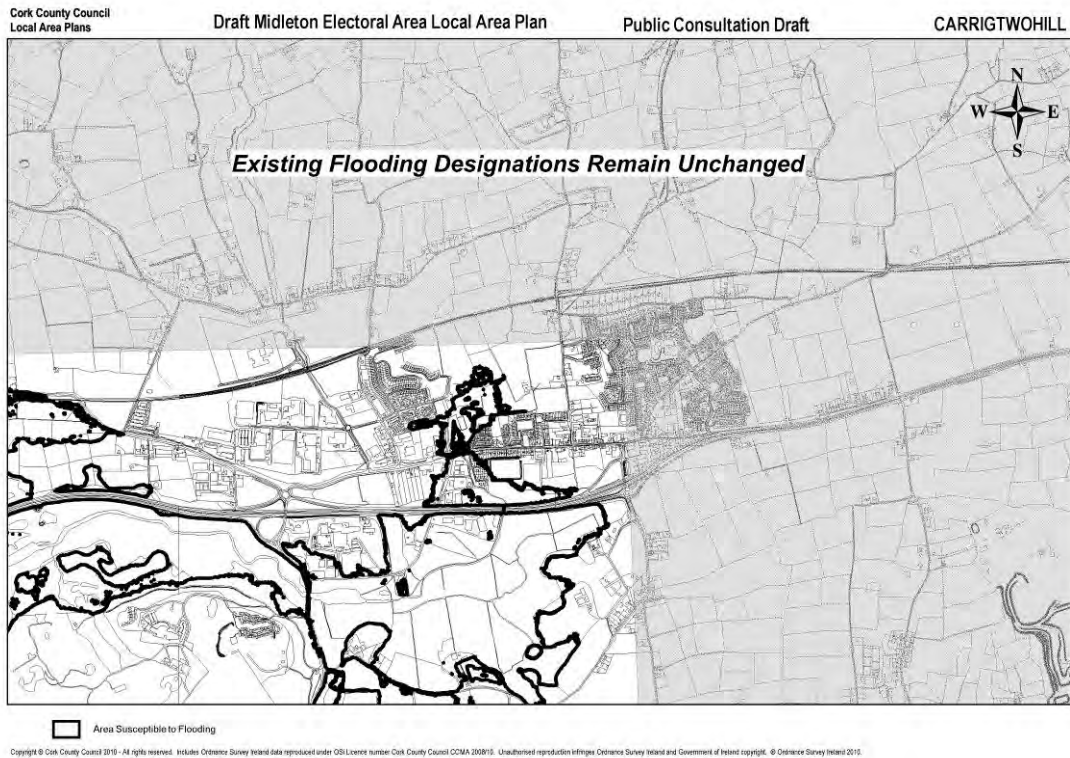 Cork County Council
Local Area Plans
Draft Midleton Electoral Area Local Area Plan
Public Consultation Draft
CARRIGTWOHILL
N
W E
S
Existing Flooding Designations Remain Unchanged
Area Susceptible to Flooding
Copyright © Cork County Council 2010 - All rights reserved. Includes Ordnance Survey Ireland data reproduced under OSI Licence number Cork County Council CCMA 2008/10. Unauthorised reproduction infringes Ordnance Survey Ireland and Government of Ireland copyright. © Ordnance Survey Ireland 2010.